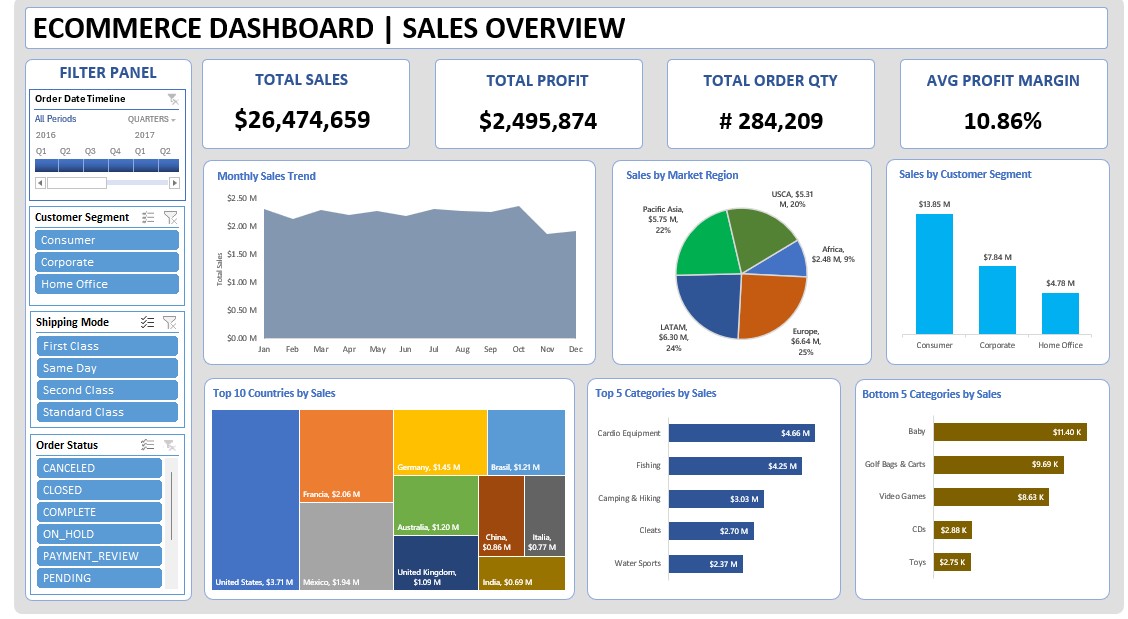 ECOMMERCE DASHBOARD | SALES OVERVIEW
FILTER PANEL
Order Date Timeline
All Periods
QUARTERS
2016 2017
Q1 Q2 Q3 Q4 Q1 Q2
Customer Segment
Consumer
Corporate
Home Office
Shipping Mode
First Class
Same Day
Second Class
Standard Class
Order Status
CANCELED
CLOSED
COMPLETE
ON_HOLD
PAYMENT_REVIEW
PENDING
TOTAL SALES
$26,474,659
TOTAL PROFIT
$2,495,874
TOTAL ORDER QTY
# 284,209
AVG PROFIT MARGIN
10.86%
Monthly Sales Trend
Total Sales
$2.50 M
$2.00 M
$1.50 M
$1.00 M
$0.50 M
$0.00 M
Jan Feb Mar Apr May Jun Jul Aug Sep Oct Nov Dec
Sales by Market Region
USCA, $5.31
M, 20%
Pacific Asia,
$5.75 M,
22%
Africa,
$2.48 M, 9%
LATAM,
$6.30 M,
24%
Europe,
$6.64 M,
25%
Sales by Customer Segment
$13.85 M
$7.84 M
$4.78 M
Consumer Corporate Home Office
Top 10 Countries by Sales
United States, $3.71 M
Francia, $2.06 M
México, $1.94 M
Germany, $1.45 M
Brasil, $1.21 M
Australia, $1.20 M
United Kingdom,
$1.09 M
China,
$0.86 M
Italia,
$0.77 M
India, $0.69 M
Top 5 Categories by Sales
Cardio Equipment $4.66 M
Fishing $4.25 M
Camping & Hiking $3.03 M
Cleats $2.70 M
Water Sports $2.37 M
Bottom 5 Categories by Sales
Baby $11.40 K
Golf Bags & Carts $9.69 K
Video Games $8.63 K
CDs $2.88 K
Toys $2.75 K